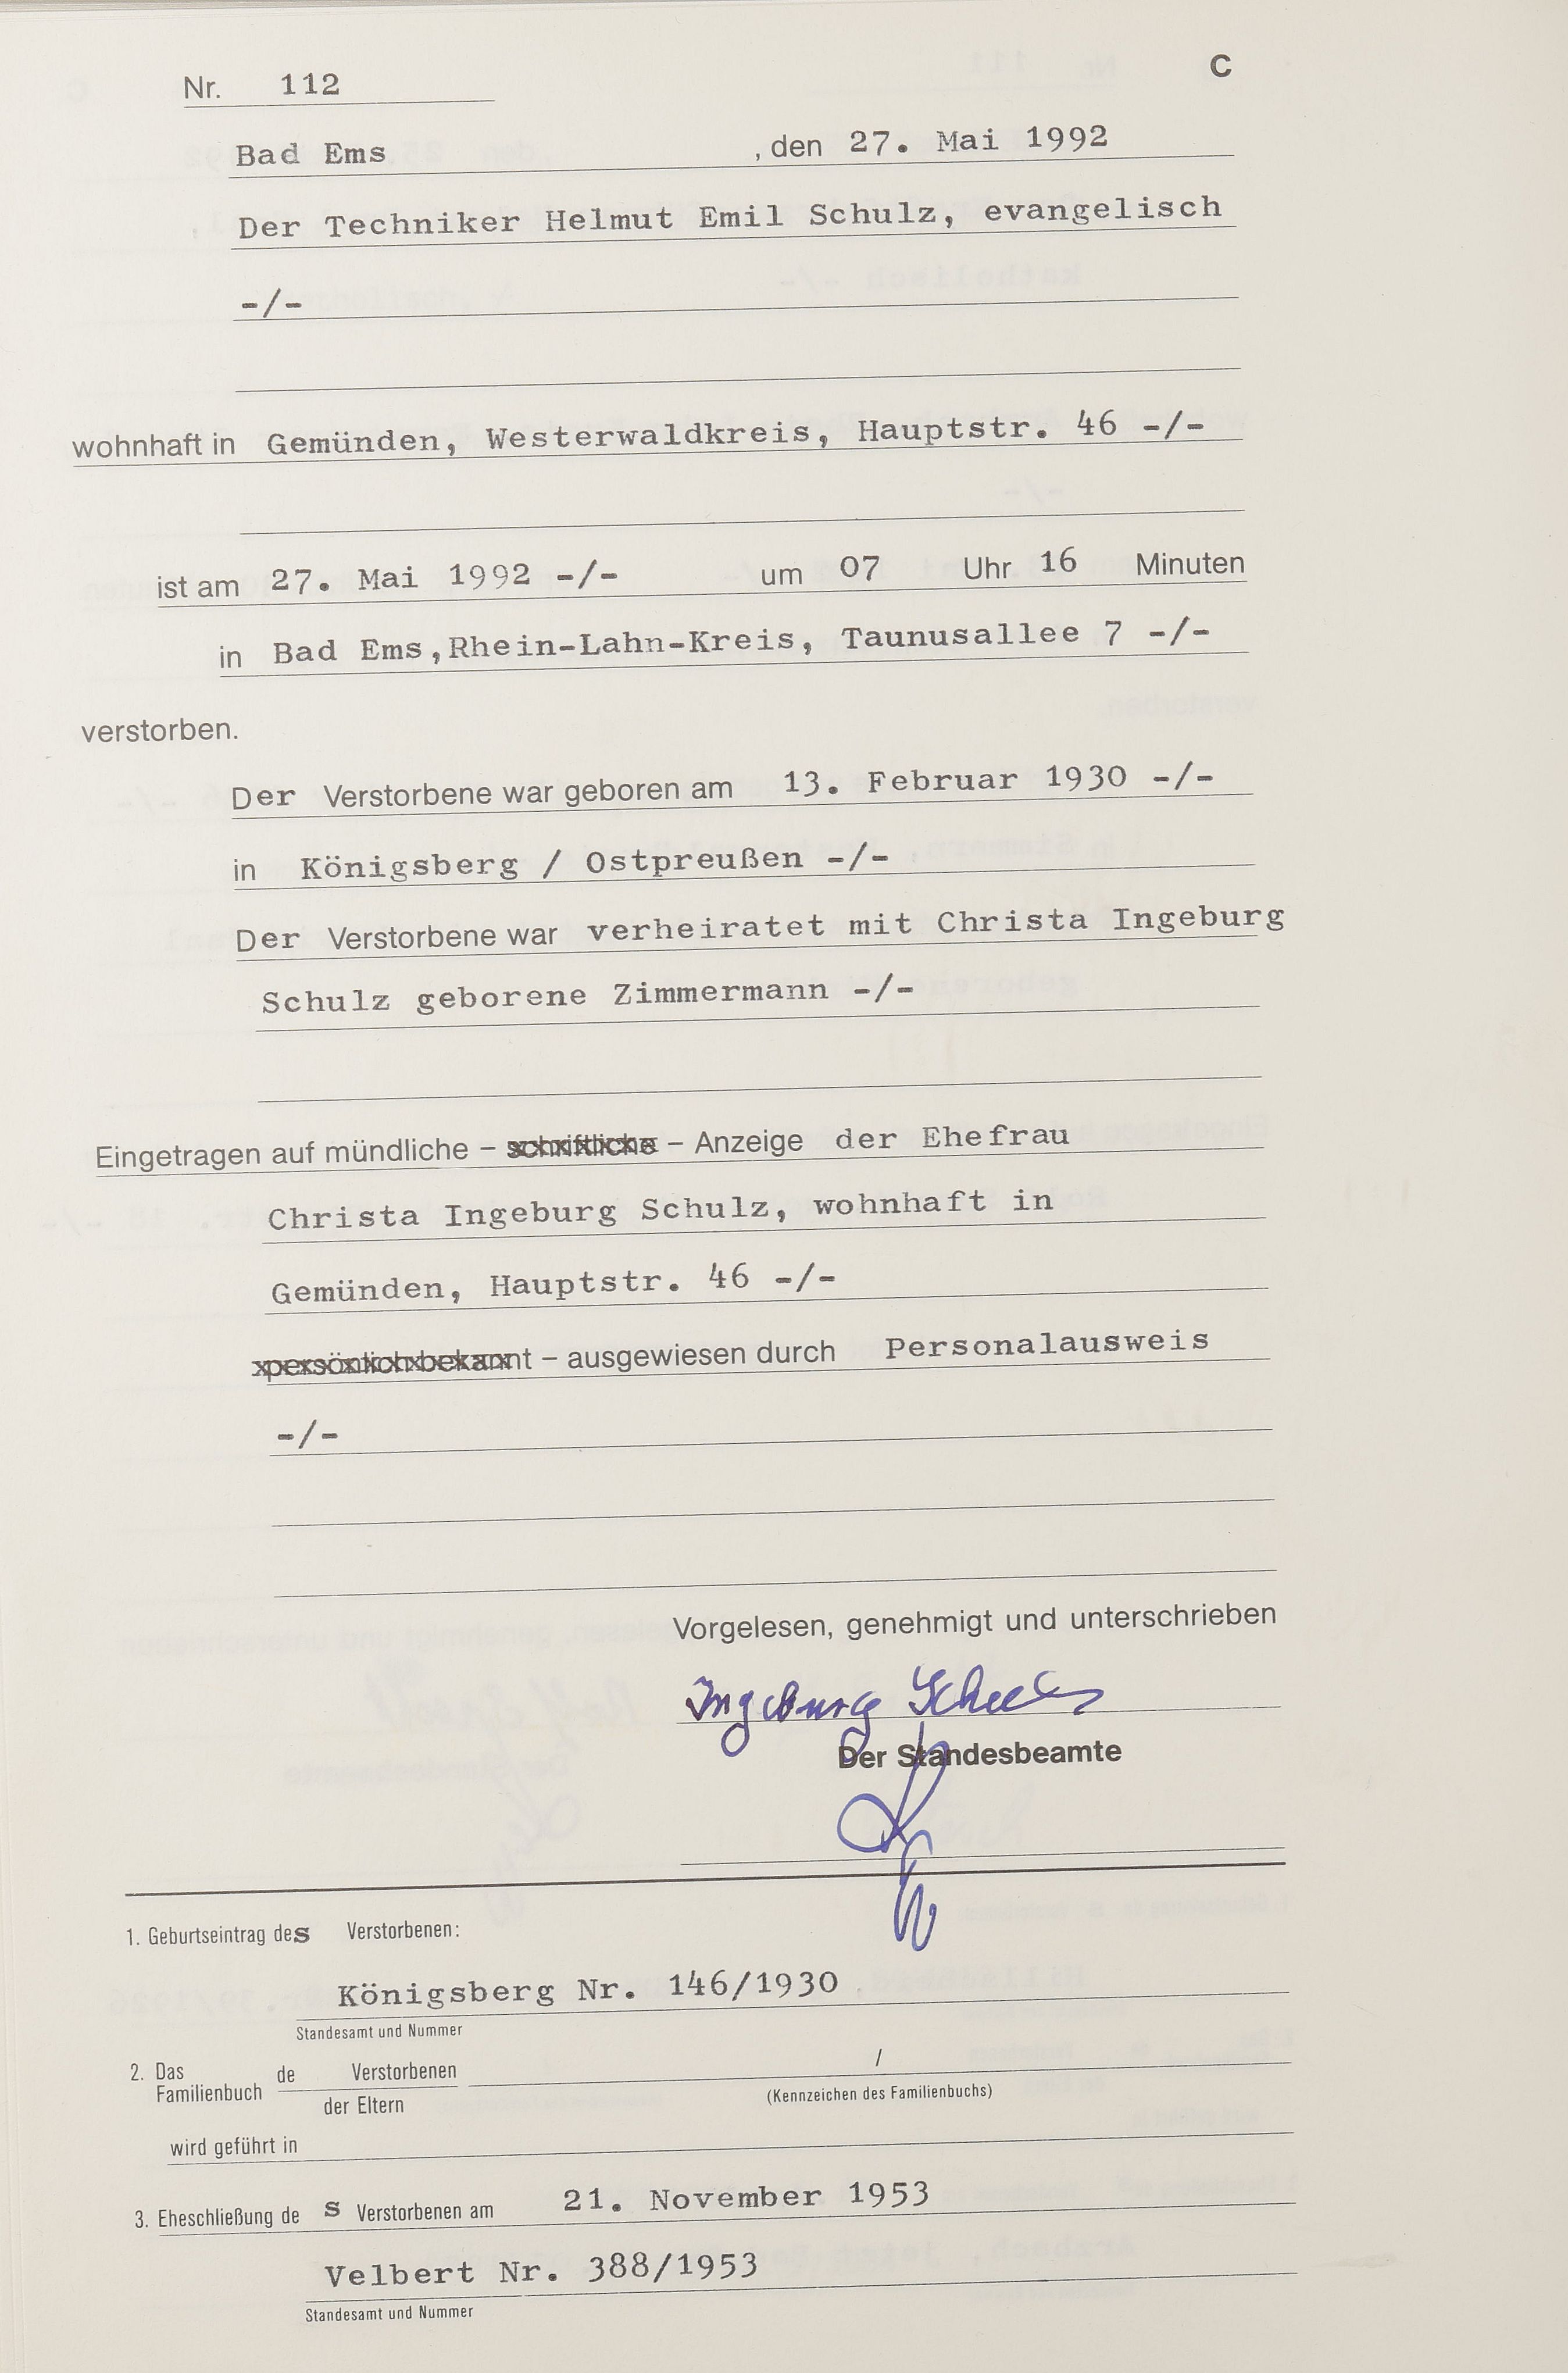 Nr. 112
C
Bad Ems , den 27. Mai 1992
Der Techniker Helmut Emil Schulz, evangelisch
-/-
wohnhaft in Gemünden, Westerwaldkreis, Hauptstr. 46 -/-
ist am 27. Mai 1992 -/- um 07 Uhr 16 Minuten
in Bad Ems,Rhein-Lahn-Kreis, Taunusallee 7 -/-
verstorben.
Der Verstorbene war geboren am 13. Februar 1930 -/-
in Königsberg / Ostpreußen -/-
Der Verstorbene war verheiratet mit Christa Ingeburg
Schulz geborene Zimmermann -/-
Eingetragen auf mündliche – schriftliche – Anzeige der Ehefrau
Christa Ingeburg Schulz, wohnhaft in
Gemünden, Hauptstr. 46 -/-
persönlich bekannt – ausgewiesen durch Personalausweis
-/-
Vorgelesen, genehmigt und unterschrieben
Ingeburg Schulz
Der Standesbeamte
1. Geburtseintrag des Verstorbenen:
Königsberg Nr. 146/1930
Standesamt und Nummer
2. Das Familienbuch de Verstorbenen /
der Eltern (Kennzeichen des Familienbuchs)
wird geführt in
3. Eheschließung de s Verstorbenen am 21. November 1953
Velbert Nr. 388/1953
Standesamt und Nummer